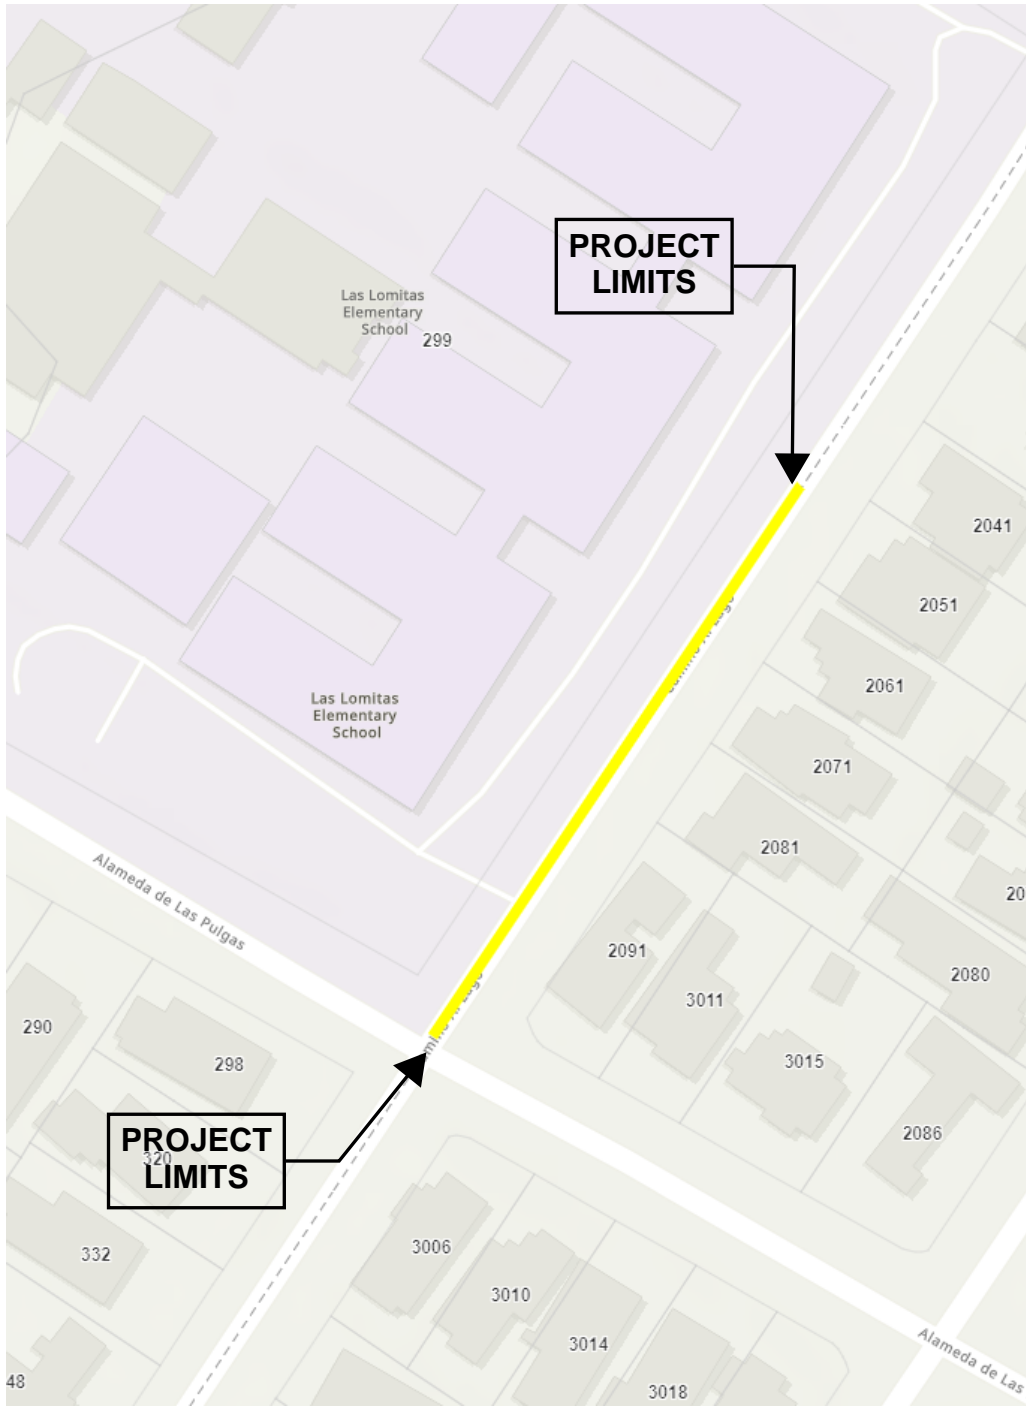 PROJECT
LIMITS
Las Lomitas
Elementary
School
299
2041
2051
2061
Las Lomitas
Elementary
School
2071
2081
Alameda de Las Pulgas
20
2091
2080
3011
290
298
3015
2086
PROJECT
320
LIMITS
3006
332
3010
3014
Alameda de Las
48
3018